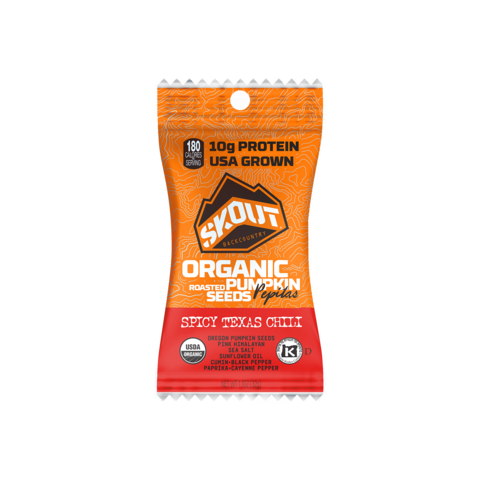 180
CALORIES
PER
SERVING
10g PROTEIN
USA GROWN
SKOUT
BACKCOUNTRY
ORGANIC
ROASTED PUMPKIN
SEEDS Pepitas
SPICY TEXAS CHILI
USDA
ORGANIC
OREGON PUMPKIN SEEDS
PINK HIMALAYAN
SEA SALT
SUNFLOWER OIL
CUMIN-BLACK PEPPER
PAPRIKA-CAYENNE PEPPER
K